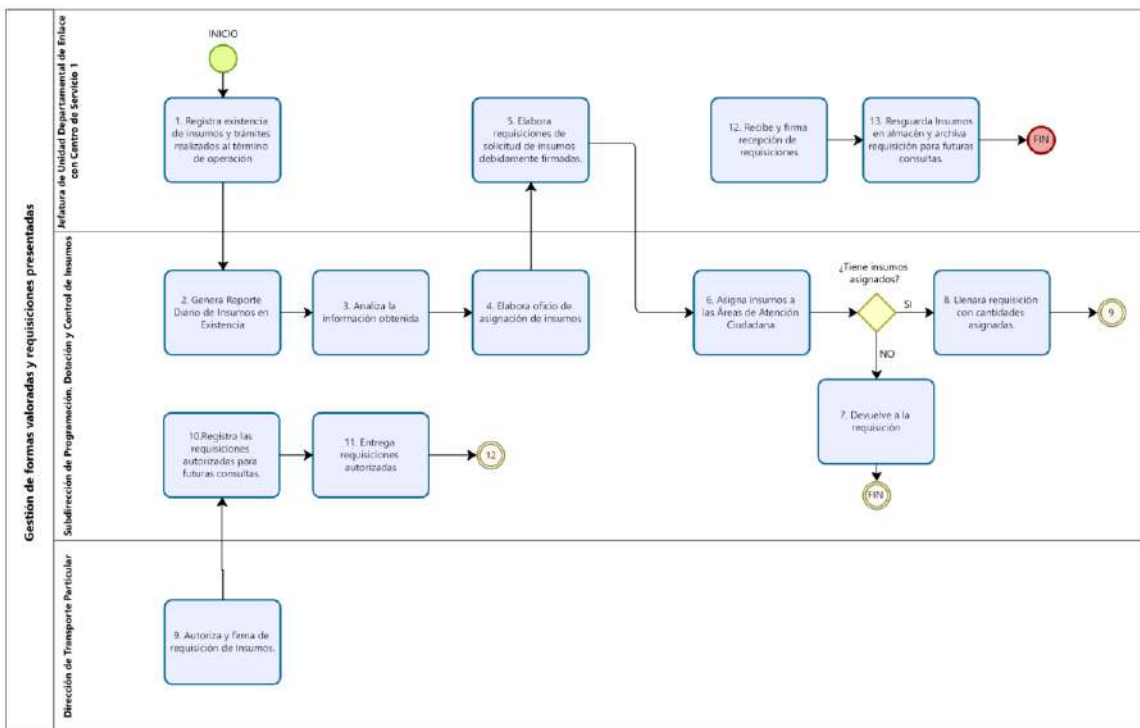 Gestión de formas valoradas y requisiciones presentadas
Jefatura de Unidad Departamental de Enlace
con Centro de Servicio 1
INICIO
1. Registra existencia
de insumos y trámites
realizados al término
de operación
5. Elabora
requisiciones de
solicitud de insumos
debidamente firmadas.
12. Recibe y firma
recepción de
requisiciones.
13. Resguarda Insumos
en almacén y archiva
requisición para futuras
consultas.
FIN
Subdirección de Programación, Dotación y Control de Insumos
2. Genera Reporte
Diario de Insumos en
Existencia
3. Analiza la
información obtenida
4. Elabora oficio de
asignación de insumos
6. Asigna insumos a
las Áreas de Atención
Ciudadana.
¿Tiene insumos
asignados?
SI
NO
8. Llenará requisición
con cantidades
asignadas.
9
7. Devuelve a la
requisición
FIN
10.Registra las
requisiciones
autorizadas para
futuras consultas.
11. Entrega
requisiciones
autorizadas
12
Dirección de Transporte Particular
9. Autoriza y firma de
requisición de Insumos.